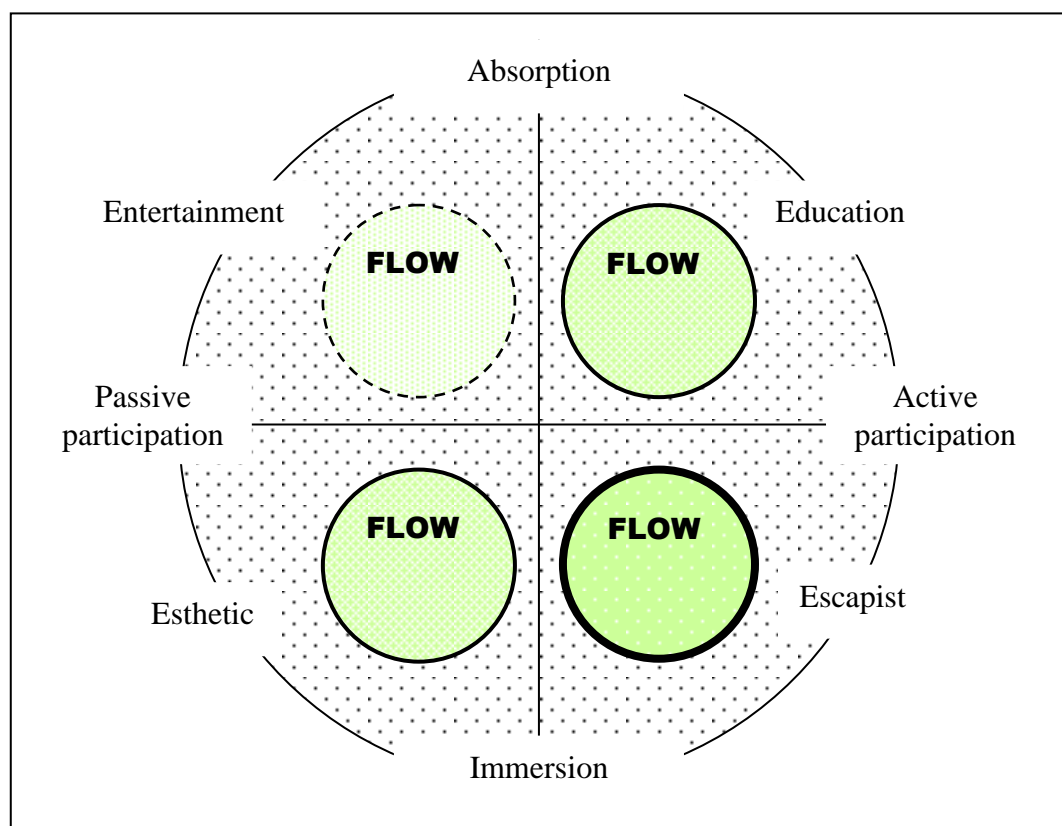 Absorption
Entertainment
Education
FLOW
FLOW
Passive
participation
Active
participation
FLOW
FLOW
Esthetic
Escapist
Immersion